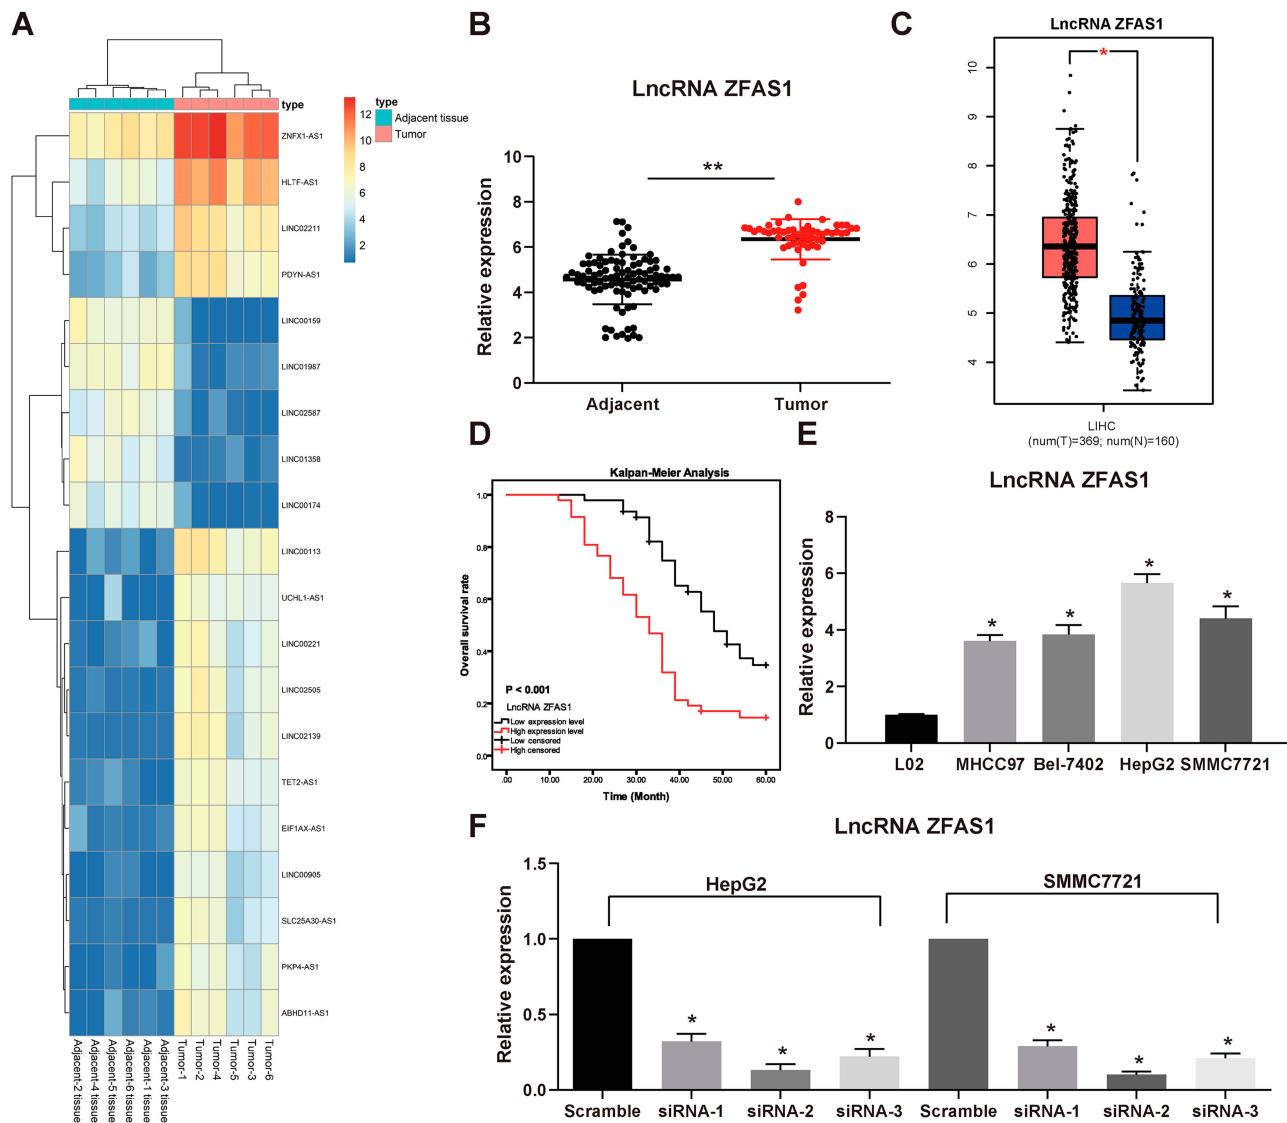 A
type
ZNFX1-AS1
HLTF-AS1
LINC02211
PDYN-AS1
LINC00159
LINC01987
LINC02587
LINC01358
LINC00174
LINC00113
UCHL1-AS1
LINC00221
LINC02505
LINC02139
TET2-AS1
EIF1AX-AS1
LINC00905
SLC25A30-AS1
PKP4-AS1
ABHD11-AS1
Adjacent-2 tissue
Adjacent-4 tissue
Adjacent-5 tissue
Adjacent-6 tissue
Adjacent-1 tissue
Adjacent-3 tissue
Tumor-1
Tumor-2
Tumor-4
Tumor-5
Tumor-3
Tumor-6
12
10
8
6
4
2
type
Adjacent tissue
Tumor
B
LncRNA ZFAS1
Relative expression
10
8
6
4
2
0
**
Adjacent
Tumor
C
LncRNA ZFAS1
*
10
9
8
7
6
5
4
LIHC
(num(T)=369; num(N)=160)
D
Kalpan-Meier Analysis
Overall survival rate
1.0
0.8
0.6
0.4
0.2
0.0
P < 0.001
LncRNA ZFAS1
Low expression level
High expression level
Low censored
High censored
.00 10.00 20.00 30.00 40.00 50.00 60.00
Time (Month)
E
LncRNA ZFAS1
Relative expression
8
6
4
2
0
* * * *
L02 MHCC97 Bel-7402 HepG2 SMMC7721
F
LncRNA ZFAS1
Relative expression
1.5
1.0
0.5
0.0
HepG2
SMMC7721
* * * * * *
Scramble siRNA-1 siRNA-2 siRNA-3 Scramble siRNA-1 siRNA-2 siRNA-3